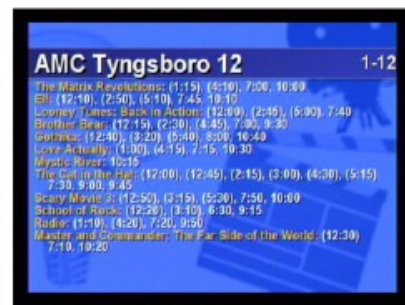 AMC Tyngsboro 12 1-12
The Matrix Revolutions: (1:15), (4:10), 7:00, 10:00
Elf: (12:10), (2:50), (5:10), 7:45, 10:10
Looney Tunes: Back in Action: (12:00), (2:45), (5:00), 7:40
Brother Bear: (12:15), (2:30), (4:45), 7:00, 9:30
Gothika: (12:40), (3:20), (5:40), 8:00, 10:40
Love Actually: (1:00), (4:15), 7:15, 10:30
Mystic River: 10:15
The Cat in the Hat: (12:00), (12:45), (2:15), (3:00), (4:30), (5:15)
7:30, 9:00, 9:45
Scary Movie 3: (12:50), (3:15), (5:30), 7:50, 10:00
School of Rock: (12:20), (3:10), 6:30, 9:15
Radio: (1:10), (4:20), 7:20, 9:50
Master and Commander: The Far Side of the World: (12:30)
7:10, 10:20